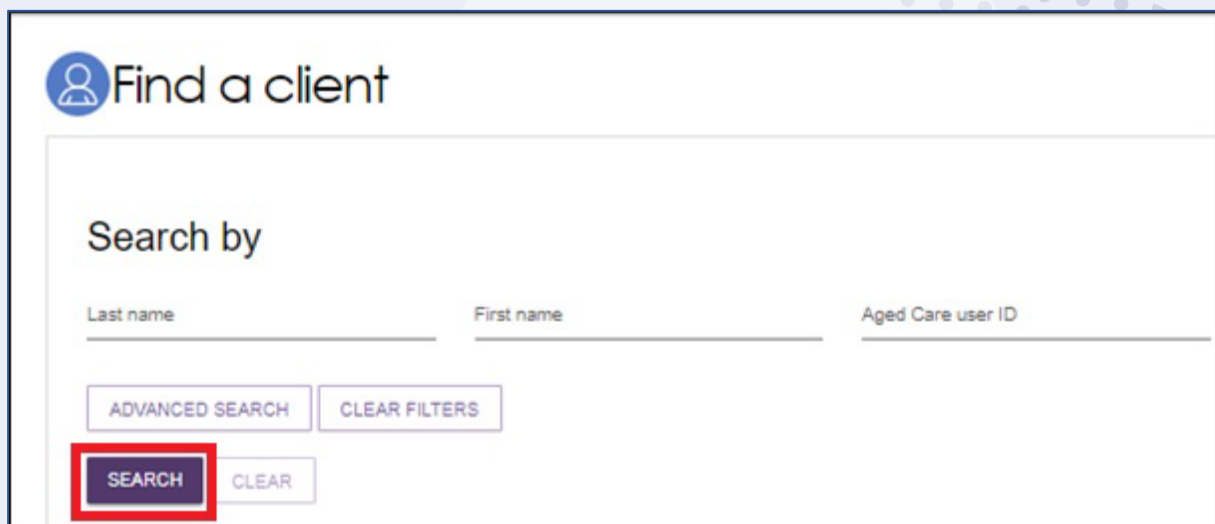 Find a client
Search by
Last name First name Aged Care user ID
ADVANCED SEARCH CLEAR FILTERS
SEARCH CLEAR